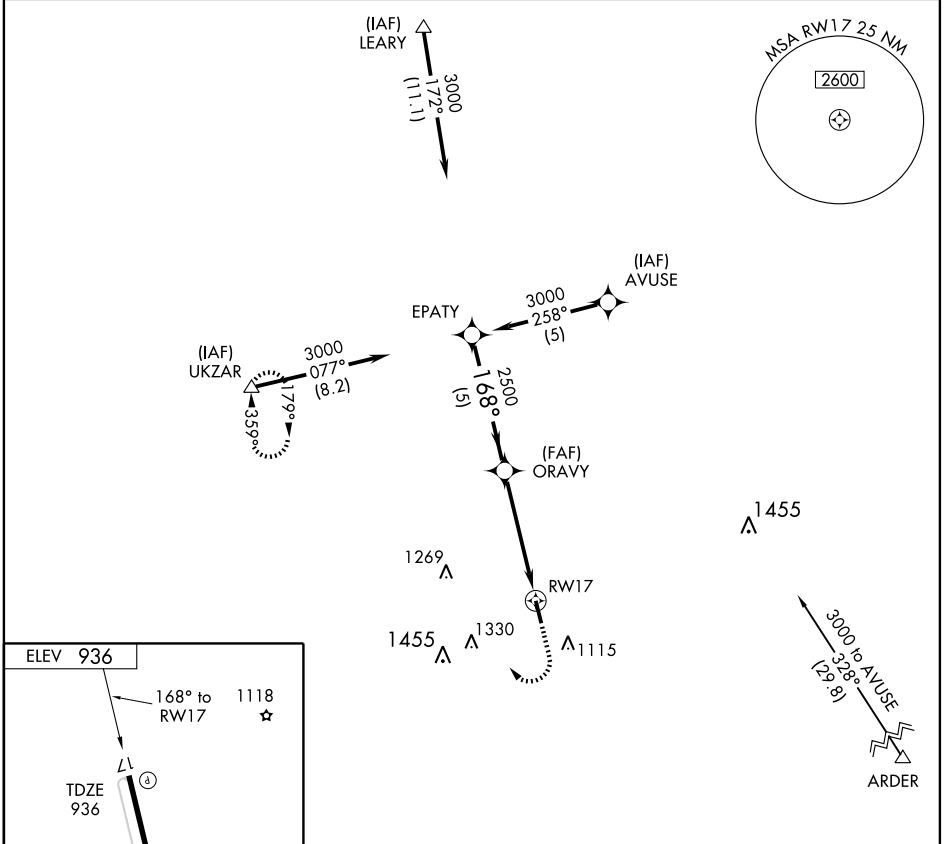 (IAF)
LEARY
3000
172°
(11.1)
MSA RW17 25 NM
2600
(IAF)
AVUSE
3000
258°
(5)
EPATY
(IAF)
UKZAR
3000
077°
(8.2)
359°
179°
2500
168°
(5)
(FAF)
ORAVY
1455
1269
RW17
1330
1455
1115
3000 to AVUSE
328°
(29.8)
ARDER
ELEV 936
168° to
RW17
1118
17
P
TDZE
936